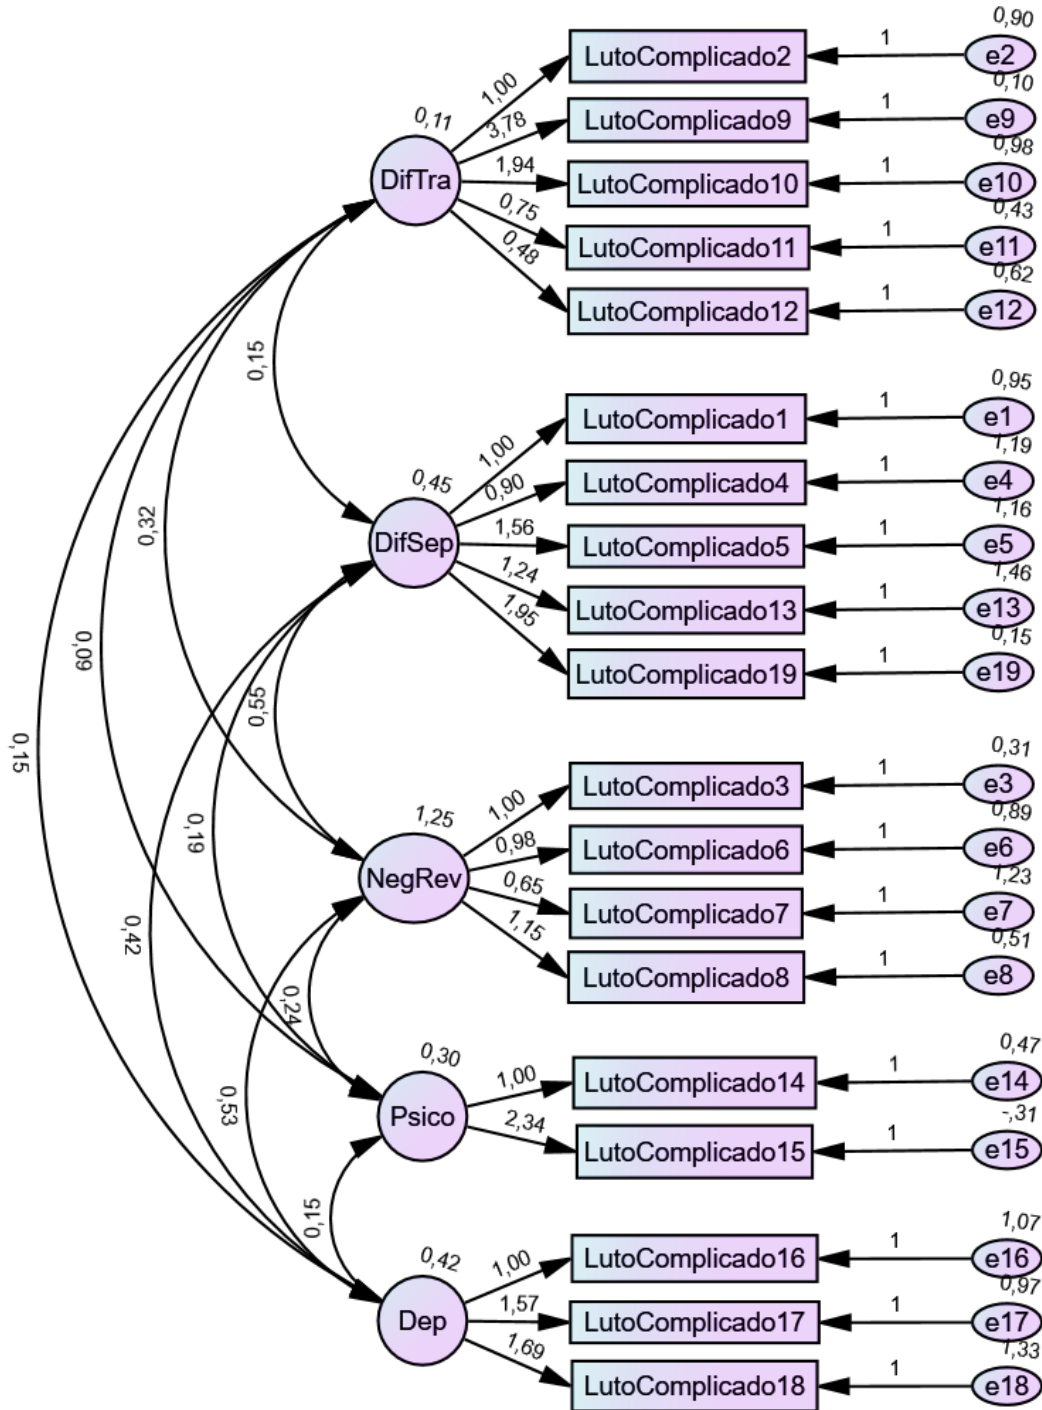 0,90
1
LutoComplicado2
e2
1,00
0,10
0,11
3,78
1
LutoComplicado9
e9
0,98
DifTra
1,94
1
LutoComplicado10
e10
0,75
0,43
1
LutoComplicado11
e11
0,48
0,62
1
LutoComplicado12
e12
0,15
0,95
1
LutoComplicado1
e1
1,00
1,19
0,45
0,90
1
LutoComplicado4
e4
0,32
1,16
DifSep
1,56
1
LutoComplicado5
e5
1,24
1,46
1
LutoComplicado13
e13
1,95
0,15
0,09
1
LutoComplicado19
e19
0,55
0,31
0,15
1
LutoComplicado3
e3
1,00
0,89
1,25
0,19
0,98
1
LutoComplicado6
e6
NegRev
0,65
1,23
1
LutoComplicado7
e7
0,42
1,15
0,51
1
LutoComplicado8
e8
0,24
0,47
0,30
1,00
1
LutoComplicado14
e14
0,53
Psico
2,34
-,31
1
LutoComplicado15
e15
0,15
1,07
0,42
1,00
1
LutoComplicado16
e16
0,97
Dep
1,57
1
LutoComplicado17
e17
1,69
1,33
1
LutoComplicado18
e18